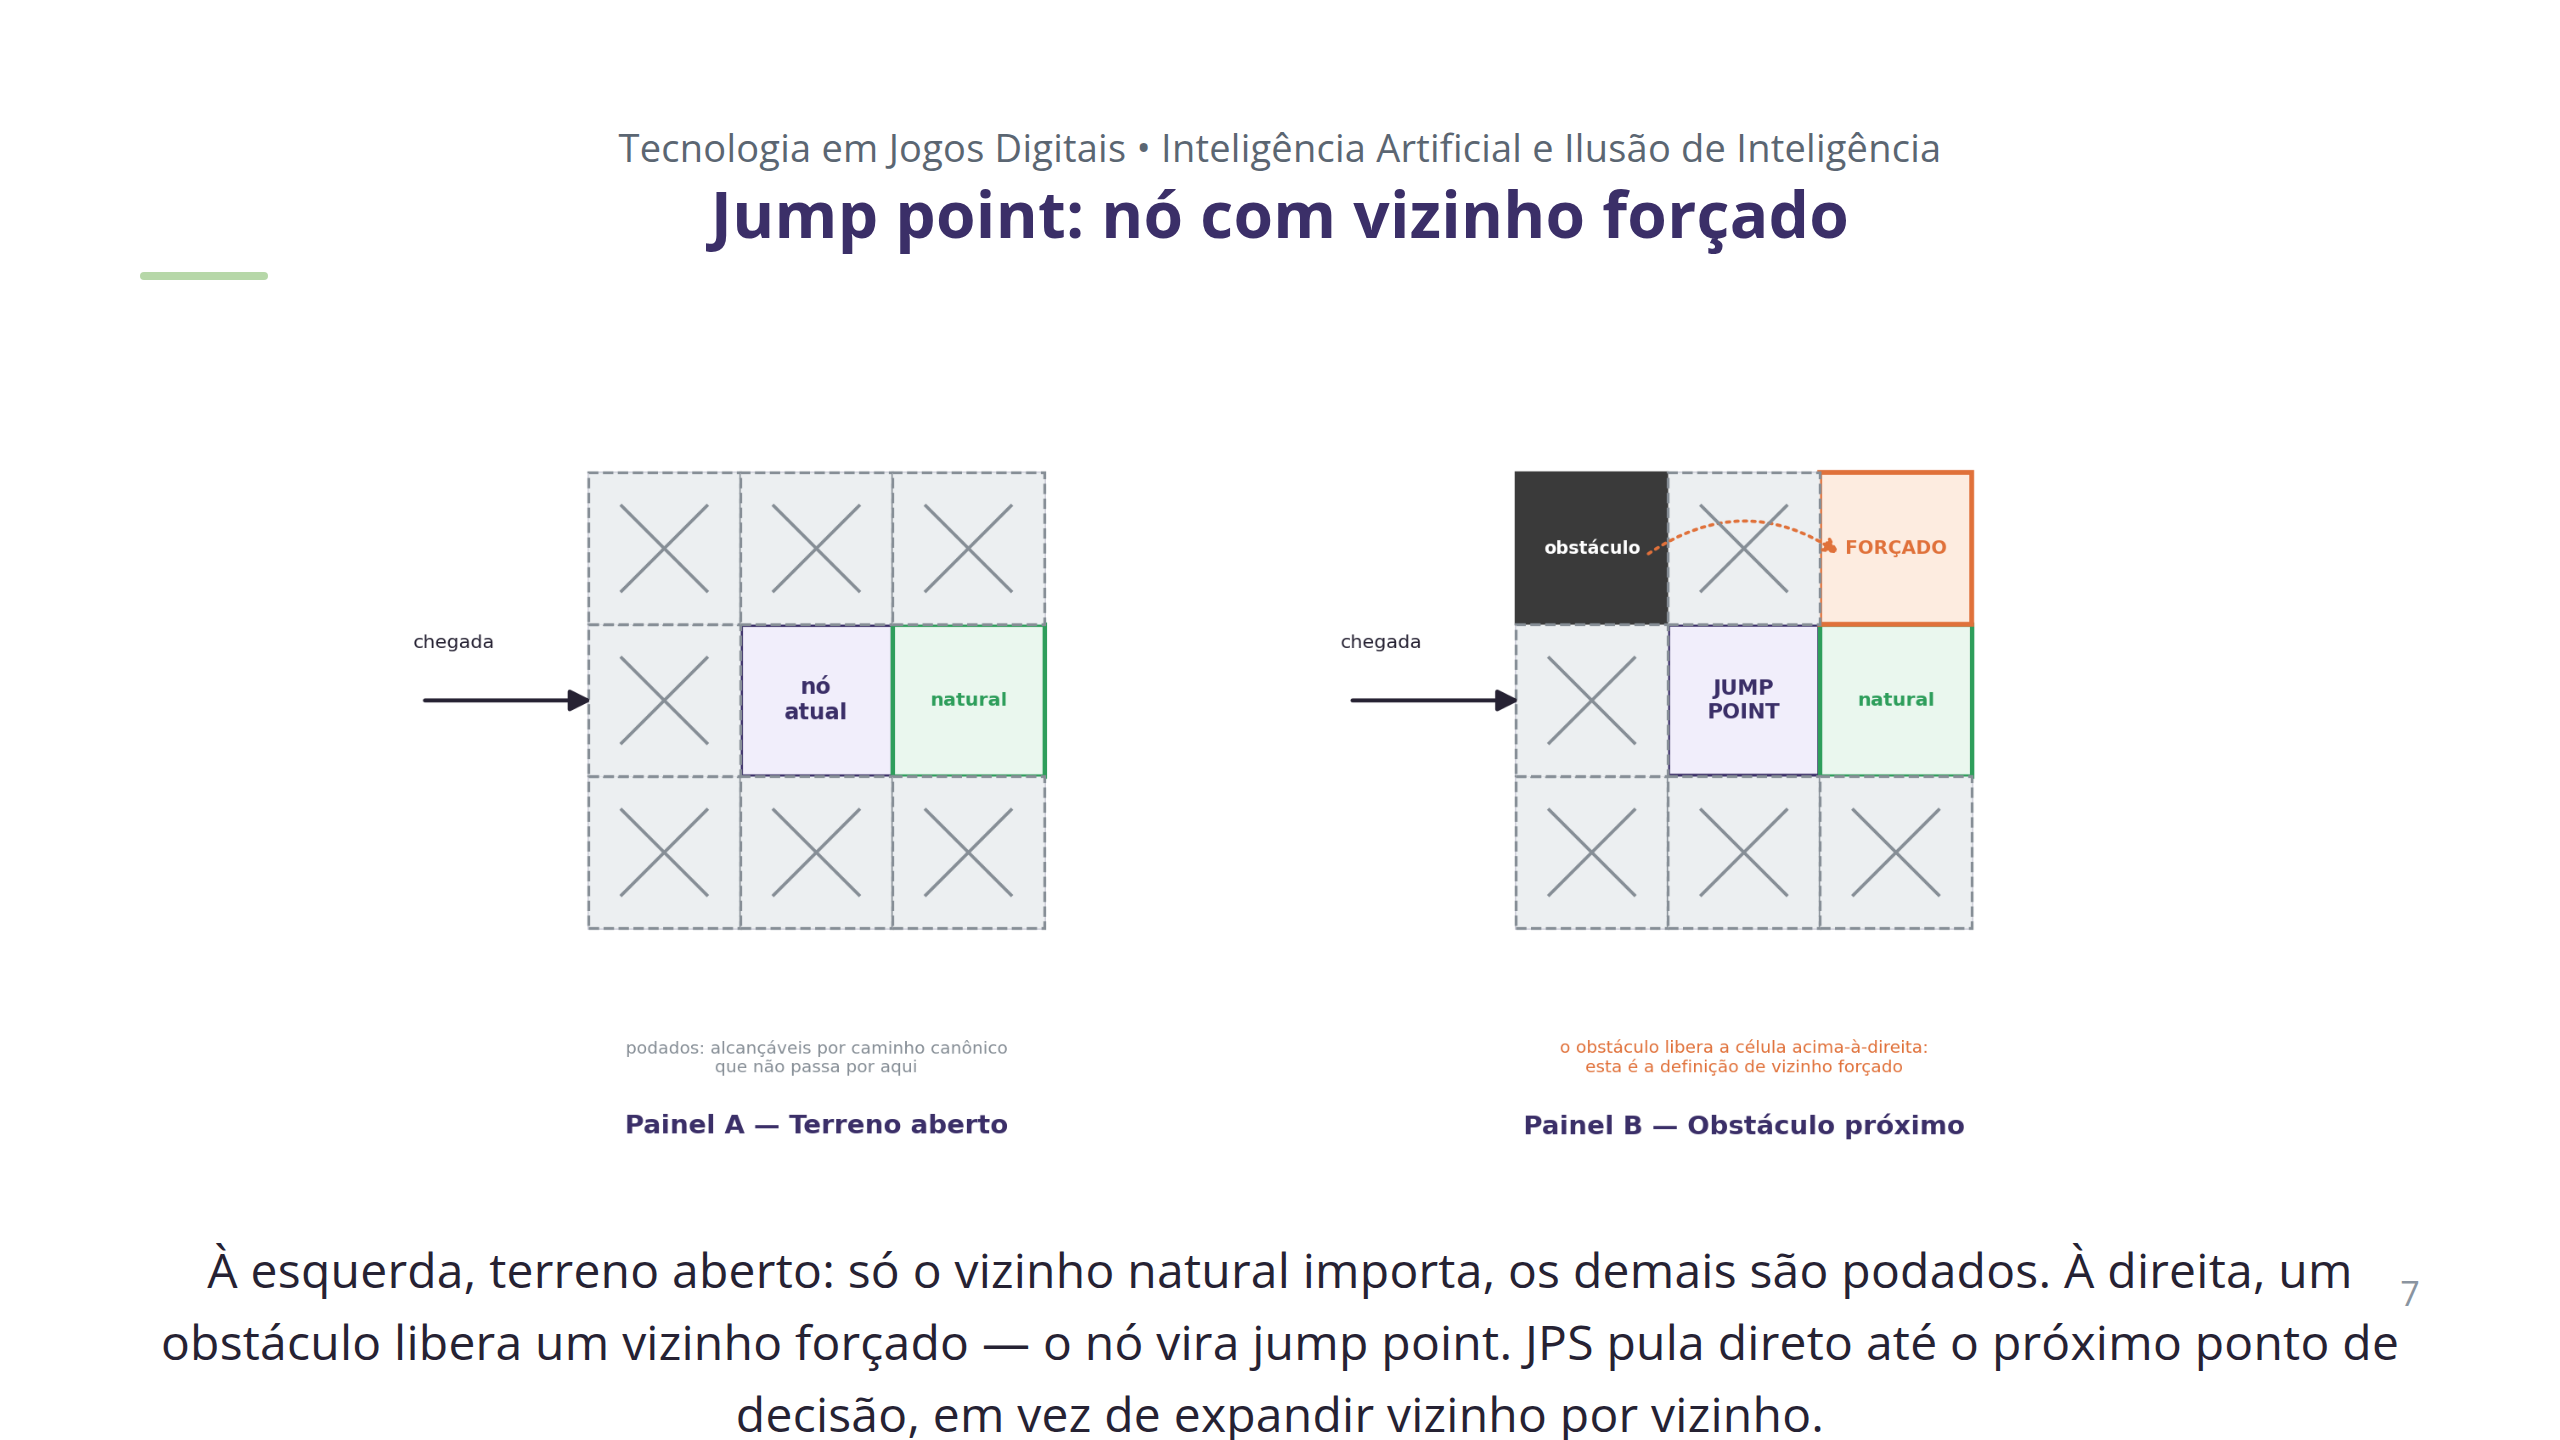 Tecnologia em Jogos Digitais • Inteligência Artificial e Ilusão de Inteligência
Jump point: nó com vizinho forçado
chegada
nó
atual
natural
podados: alcançáveis por caminho canônico
que não passa por aqui
Painel A — Terreno aberto
obstáculo
FORÇADO
chegada
JUMP
POINT
natural
o obstáculo libera a célula acima-à-direita:
esta é a definição de vizinho forçado
Painel B — Obstáculo próximo
À esquerda, terreno aberto: só o vizinho natural importa, os demais são podados. À direita, um
obstáculo libera um vizinho forçado — o nó vira jump point. JPS pula direto até o próximo ponto de
decisão, em vez de expandir vizinho por vizinho.
7